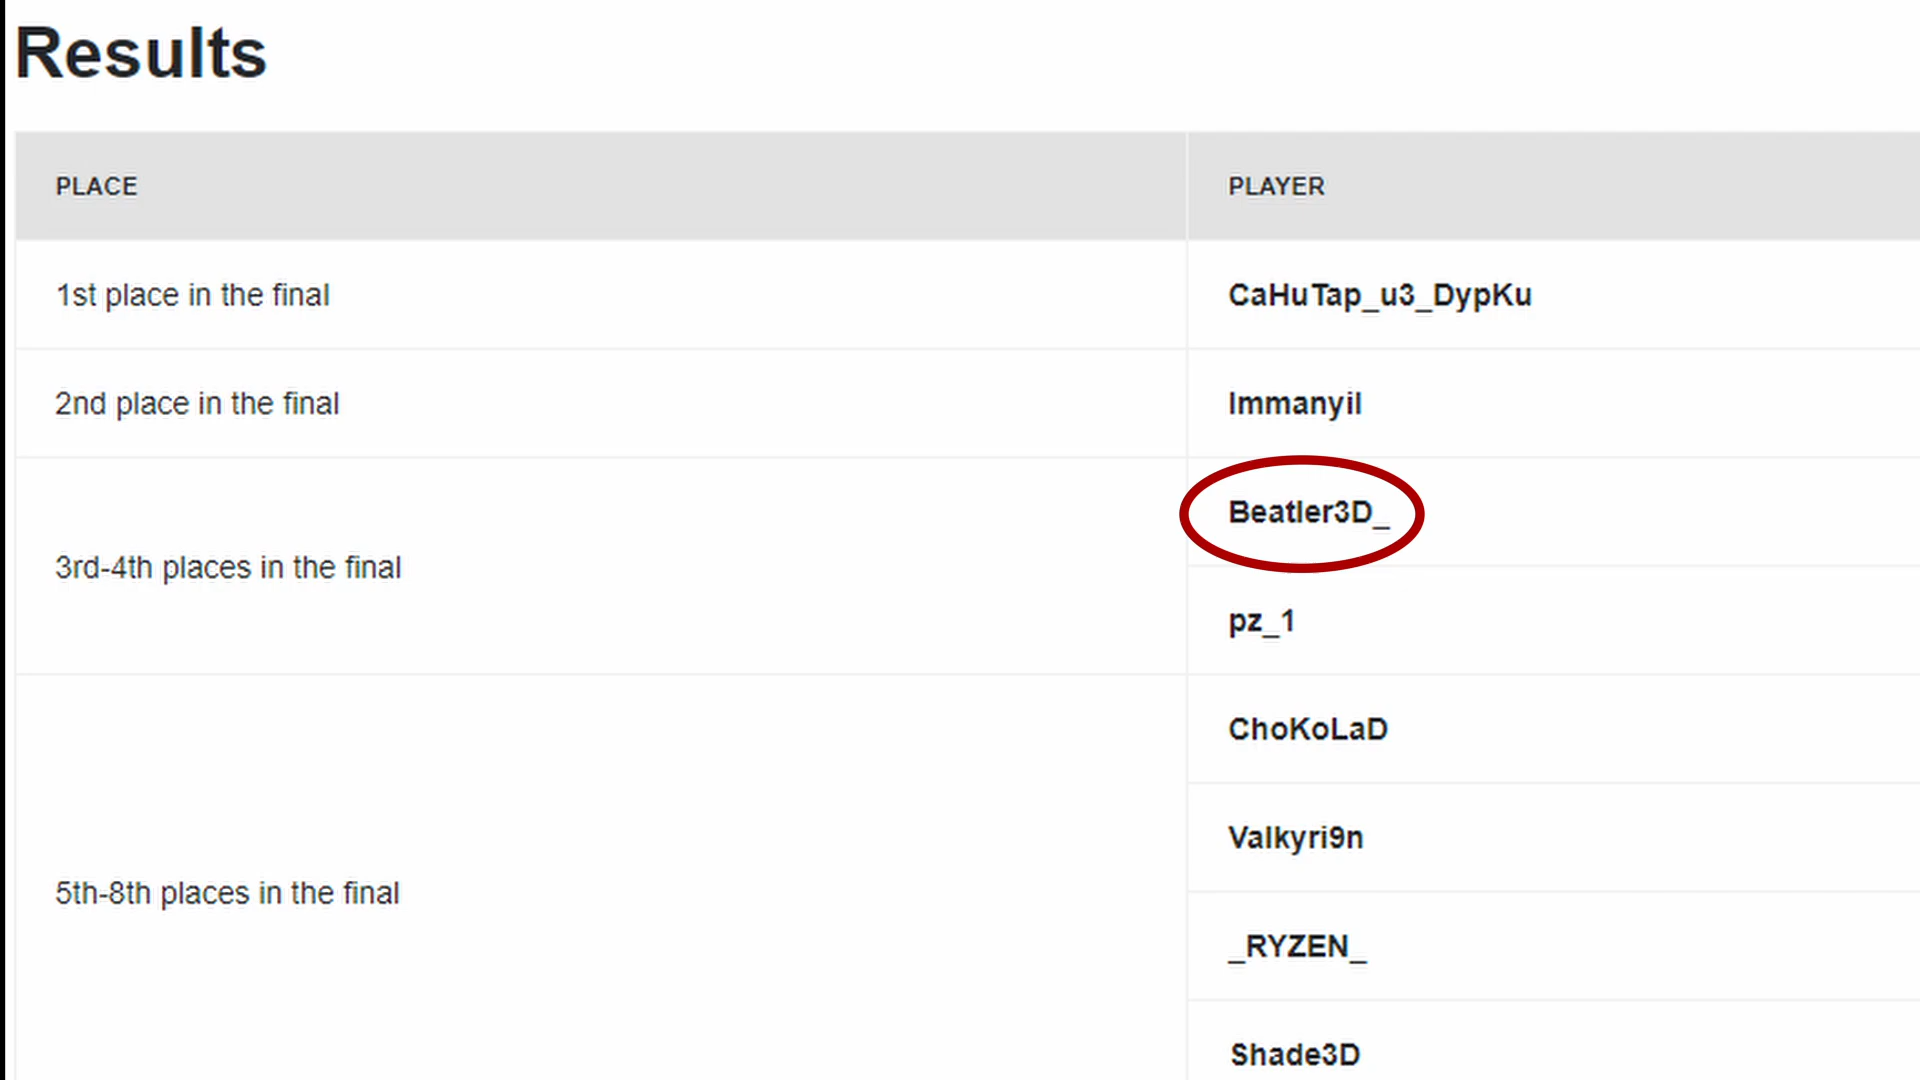 Results
PLACE
PLAYER
1st place in the final
CaHuTap_u3_DypKu
2nd place in the final
Immanyil
3rd-4th places in the final
Beatler3D_
pz_1
5th-8th places in the final
ChoKoLaD
Valkyri9n
_RYZEN_
Shade3D